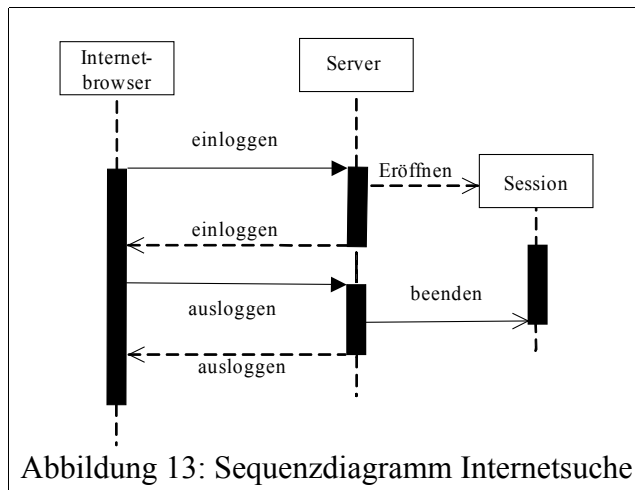 Internet-
browser
Server
einloggen
Eröffnen
Session
einloggen
ausloggen
beenden
ausloggen
Abbildung 13: Sequenzdiagramm Internetsuche